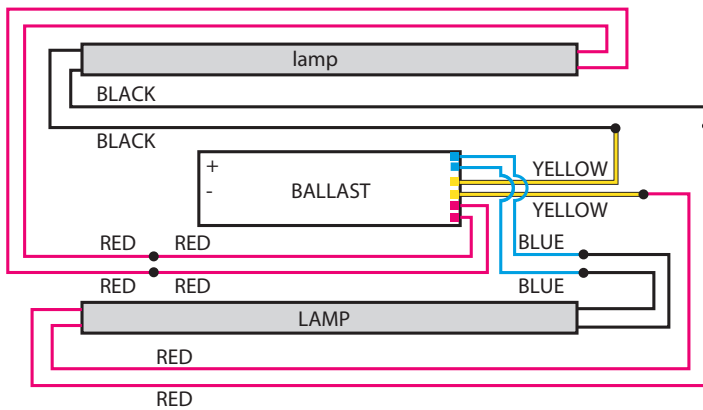 lamp
BLACK
BLACK
+
-
BALLAST
YELLOW
YELLOW
RED RED
BLUE
RED RED
BLUE
LAMP
RED
RED